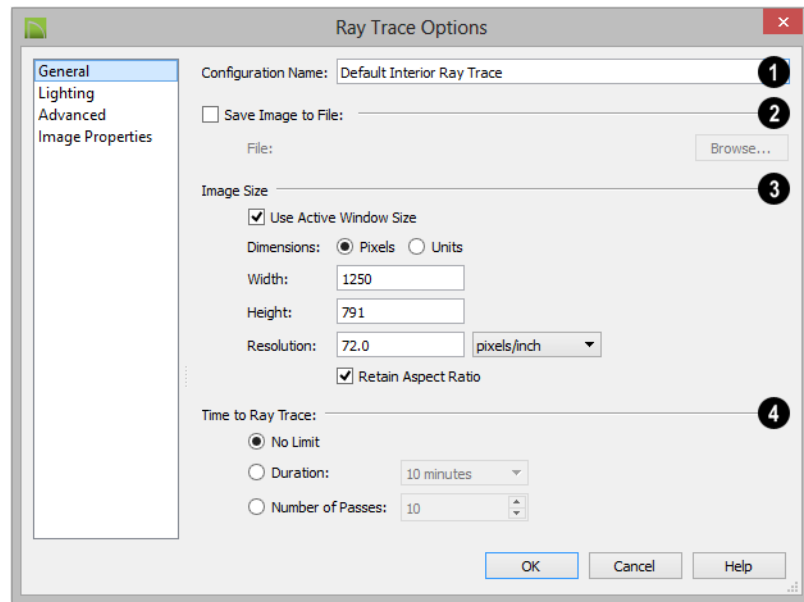 Ray Trace Options
General
Lighting
Advanced
Image Properties
Configuration Name: Default Interior Ray Trace 1
Save Image to File: 2
File: Browse...
Image Size 3
Use Active Window Size
Dimensions: Pixels Units
Width: 1250
Height: 791
Resolution: 72.0 pixels/inch
Retain Aspect Ratio
Time to Ray Trace: 4
No Limit
Duration: 10 minutes
Number of Passes: 10
OK Cancel Help